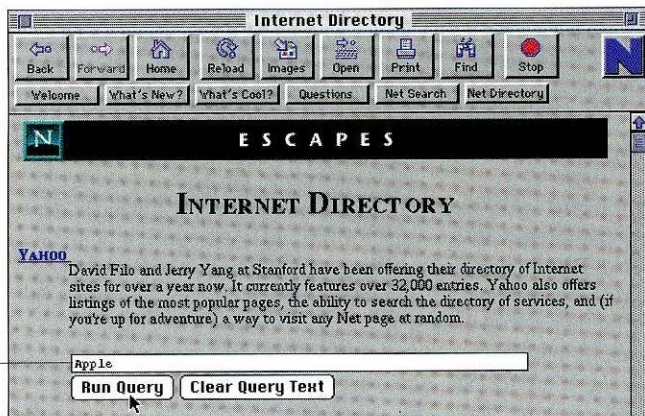 Internet Directory
Back Forward Home Reload Images Open Print Find Stop N
Welcome What's New? What's Cool? Questions Net Search Net Directory
N ESCAPES
INTERNET DIRECTORY
YAHOO
David Filo and Jerry Yang at Stanford have been offering their directory of Internet
sites for over a year now. It currently features over 32,000 entries. Yahoo also offers
listings of the most popular pages, the ability to search the directory of services, and (if
you're up for adventure) a way to visit any Net page at random.
Apple
Run Query Clear Query Text